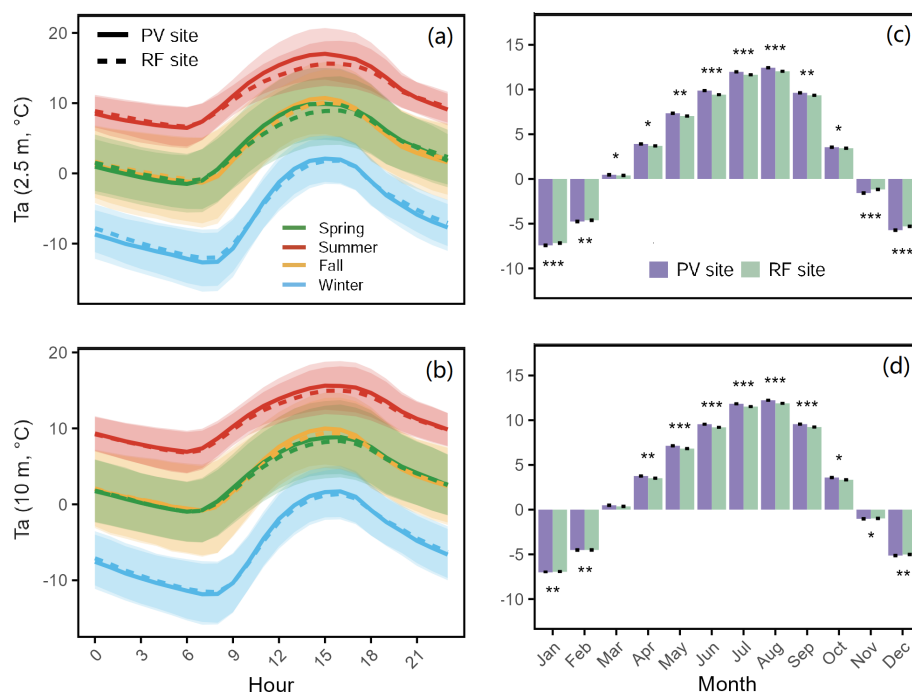 PV site
RF site
(a)
20
10
0
-10
Ta (2.5 m, °C)
Spring
Summer
Fall
Winter
(c)
15
10
5
0
-5
-10
*** ** * * ** *** *** *** ** * *** ***
PV site RF site
(b)
20
10
0
-10
Ta (10 m, °C)
0 3 6 9 12 15 18 21
Hour
(d)
15
10
5
0
-5
-10
** ** ** *** *** *** *** *** * * **
Jan Feb Mar Apr May Jun Jul Aug Sep Oct Nov Dec
Month